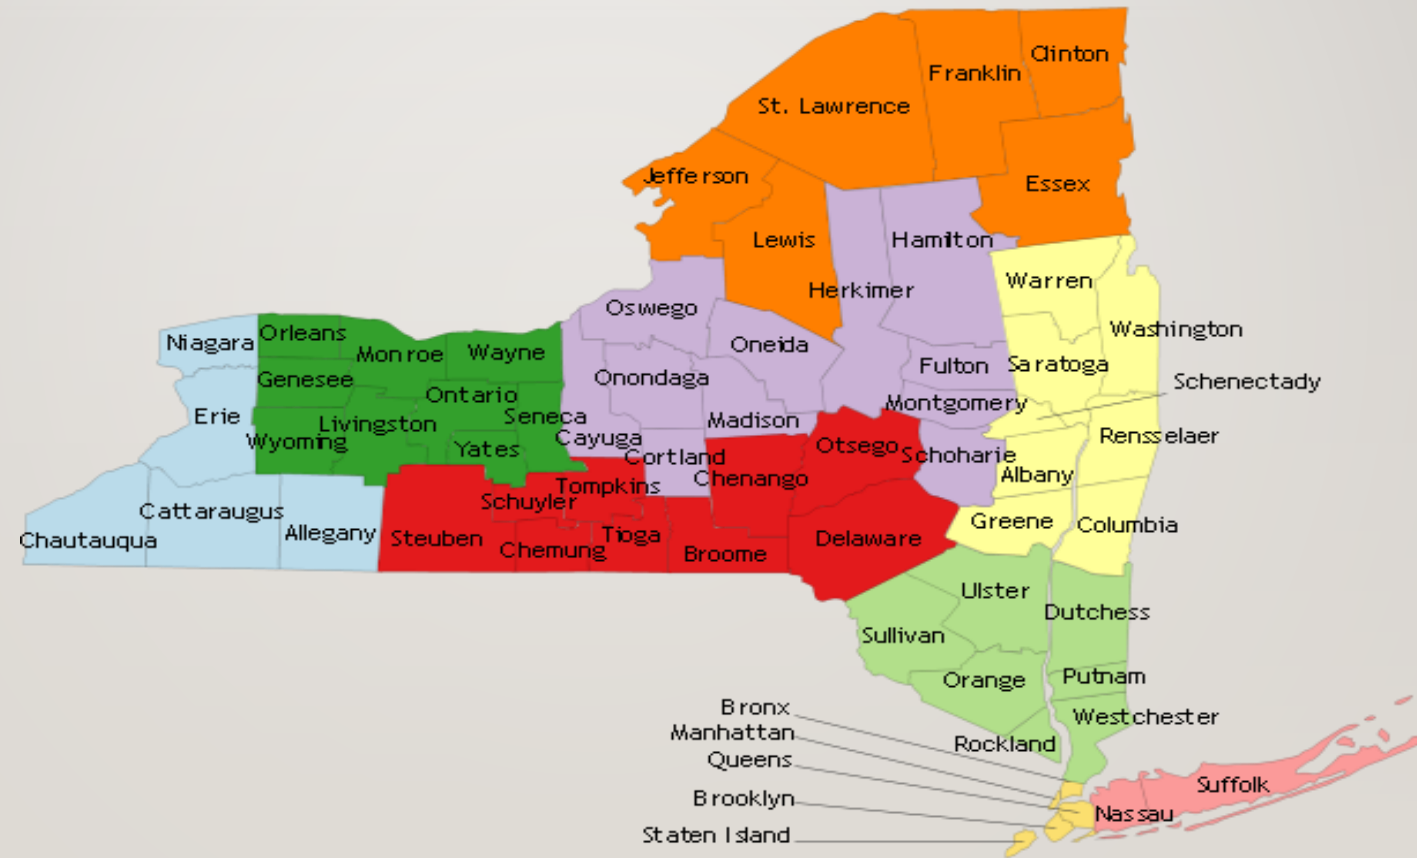 Clinton
Franklin
St. Lawrence
Jefferson
Essex
Lewis
Hamilton
Warren
Herkimer
Oswego
Washington
Orleans
Niagara
Oneida
Monroe
Wayne
Fulton
Saratoga
Genesee
Onondaga
Schenectady
Ontario
Montgomery
Erie
Seneca
Livingston
Madison
Wyoming
Cayuga
Rensselaer
Yates
Otsego
Schoharie
Cortland
Albany
Chenango
Tompkins
Schuyler
Cattaraugus
Greene
Columbia
Allegany
Tioga
Chautauqua
Steuben
Delaware
Chemung
Broome
Ulster
Dutchess
Sullivan
Putnam
Orange
Bronx
Westchester
Manhattan
Rockland
Queens
Suffolk
Brooklyn
Nassau
Staten Island